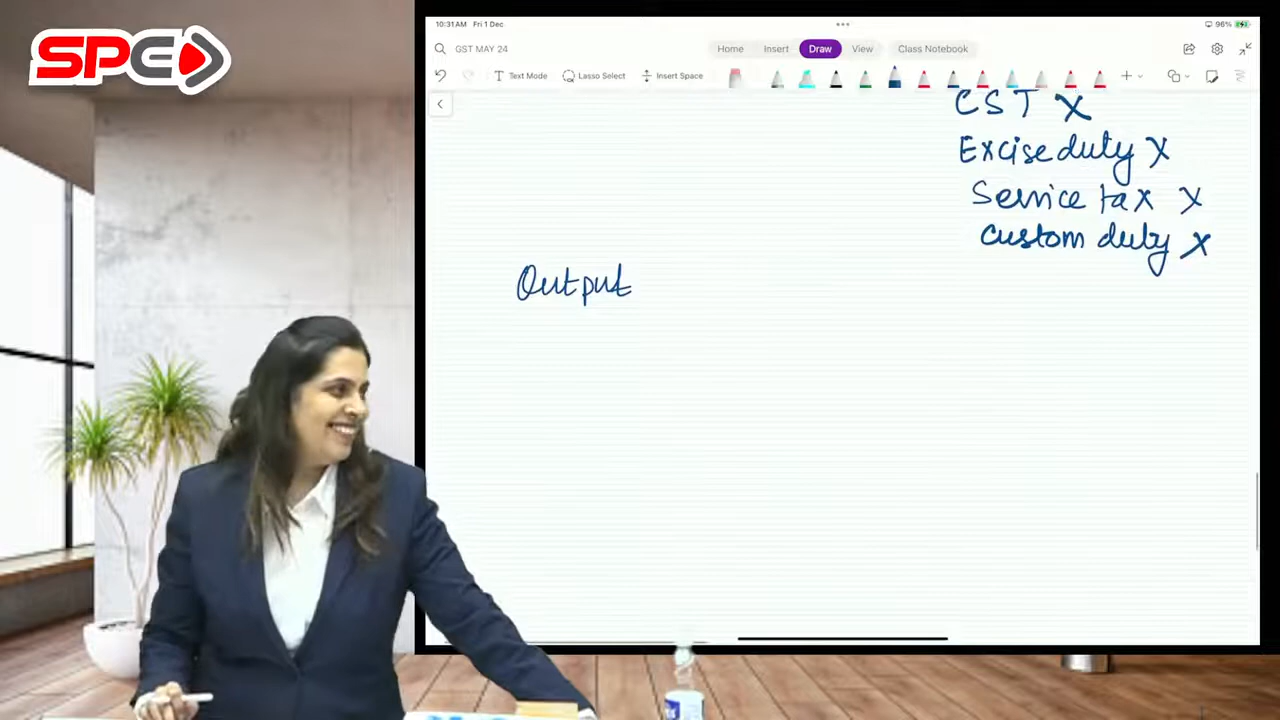 SPE
10:31 AM Fri 1 Dec
96%
GST MAY 24
Home Insert Draw View Class Notebook
Text Mode Lasso Select Insert Space
CST X
Excise duty X
Service tax X
Custom duty X
Output